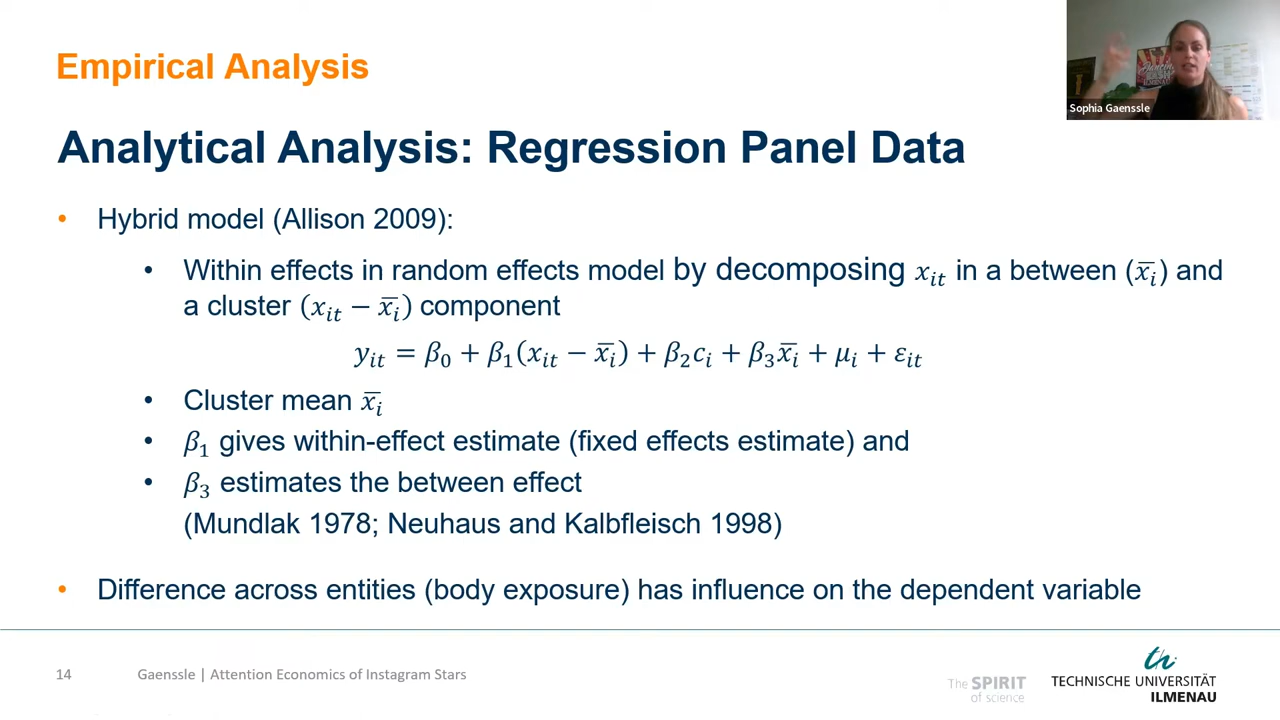 Empirical Analysis
Sophia Gaenssle
Analytical Analysis: Regression Panel Data
• Hybrid model (Allison 2009):
• Within effects in random effects model by decomposing xᵢₜ in a between (x̅ᵢ) and
a cluster (xᵢₜ − x̅ᵢ) component
yᵢₜ = β₀ + β₁(xᵢₜ − x̅ᵢ) + β₂cᵢ + β₃x̅ᵢ + μᵢ + εᵢₜ
• Cluster mean x̅ᵢ
• β₁ gives within-effect estimate (fixed effects estimate) and
• β₃ estimates the between effect
(Mundlak 1978; Neuhaus and Kalbfleisch 1998)
• Difference across entities (body exposure) has influence on the dependent variable
14 Gaenssle | Attention Economics of Instagram Stars
The SPIRIT
of science
th
TECHNISCHE UNIVERSITÄT
ILMENAU